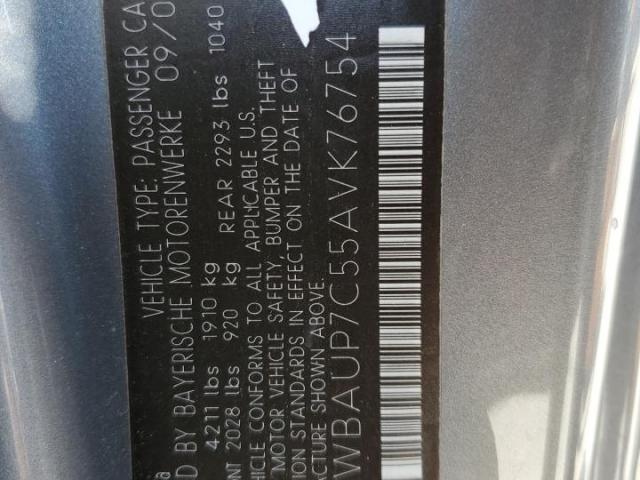 a
VEHICLE TYPE: PASSENGER CA
D BY BAYERISCHE MOTORENWERKE 09/0
4211 lbs 1910 kg
NT 2028 lbs 920 kg REAR 2293 lbs 1040
HICLE CONFORMS TO ALL APPLICABLE U.S.
MOTOR VEHICLE SAFETY, BUMPER AND THEFT
ION STANDARDS IN EFFECT ON THE DATE OF
ACTURE SHOWN ABOVE.
WBAUP7C55AVK76754